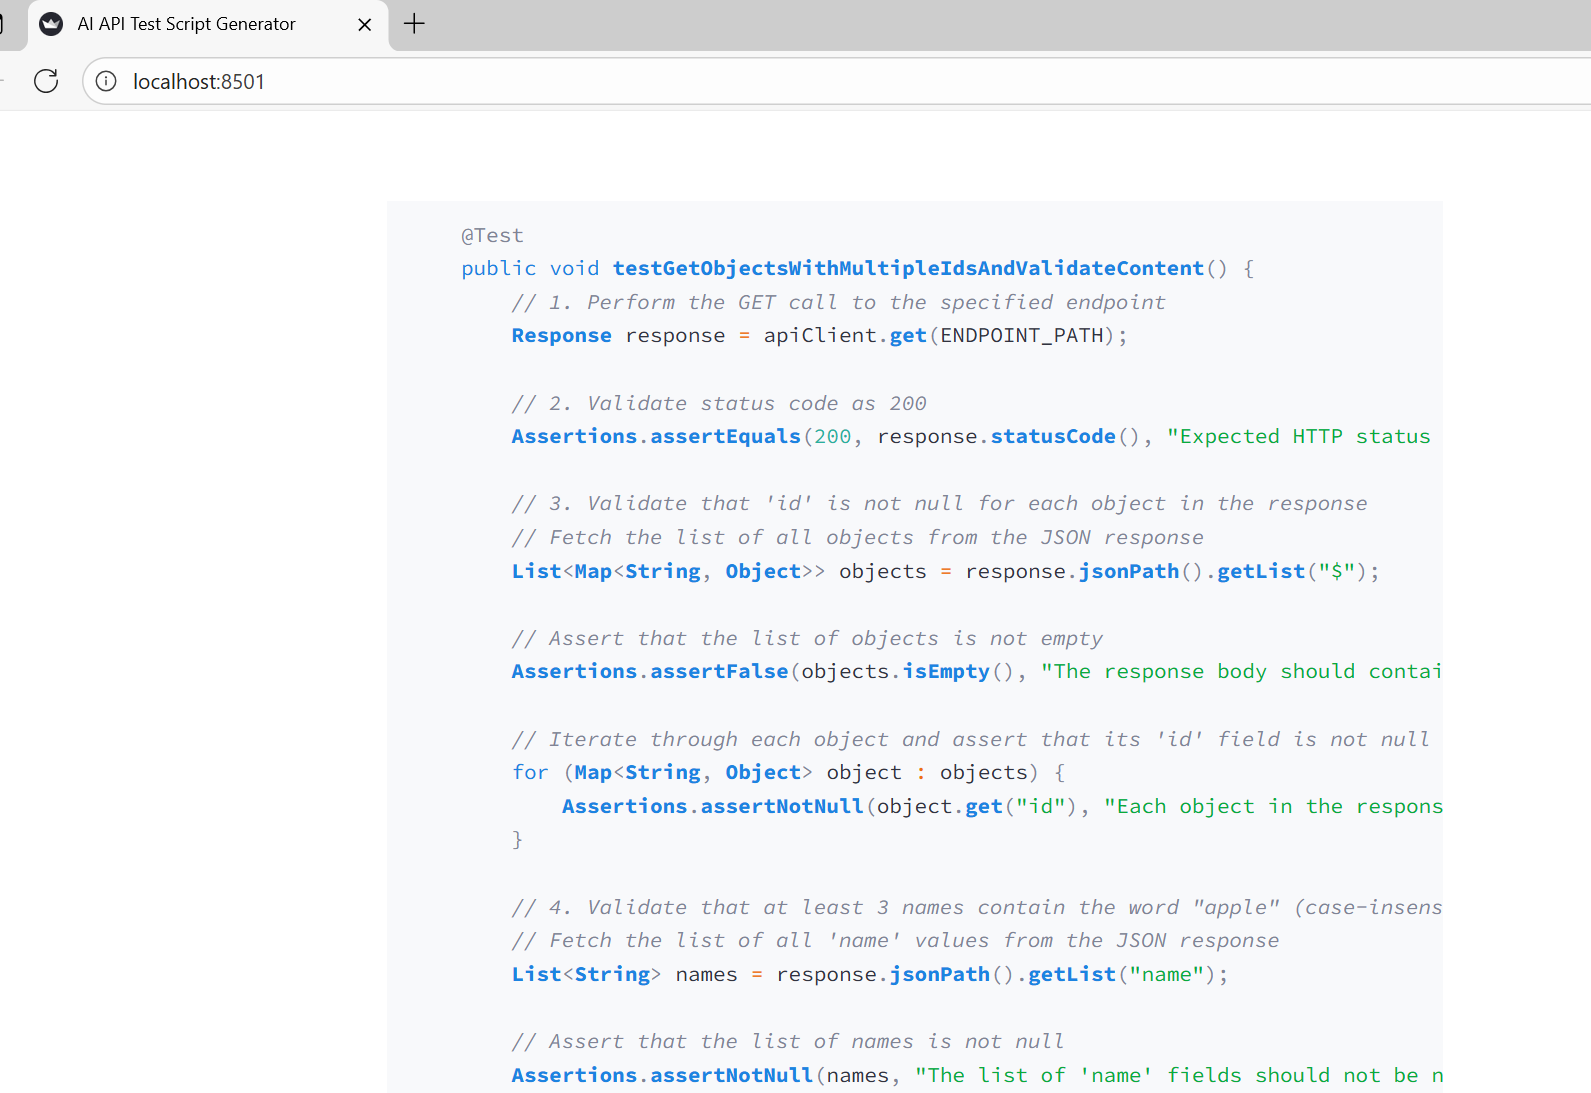 AI API Test Script Generator
localhost:8501
@Test
public void testGetObjectsWithMultipleIdsAndValidateContent() {
// 1. Perform the GET call to the specified endpoint
Response response = apiClient.get(ENDPOINT_PATH);
// 2. Validate status code as 200
Assertions.assertEquals(200, response.statusCode(), "Expected HTTP status
// 3. Validate that 'id' is not null for each object in the response
// Fetch the list of all objects from the JSON response
List<Map<String, Object>> objects = response.jsonPath().getList("$");
// Assert that the list of objects is not empty
Assertions.assertFalse(objects.isEmpty(), "The response body should contai
// Iterate through each object and assert that its 'id' field is not null
for (Map<String, Object> object : objects) {
Assertions.assertNotNull(object.get("id"), "Each object in the respons
}
// 4. Validate that at least 3 names contain the word "apple" (case-insens
// Fetch the list of all 'name' values from the JSON response
List<String> names = response.jsonPath().getList("name");
// Assert that the list of names is not null
Assertions.assertNotNull(names, "The list of 'name' fields should not be n